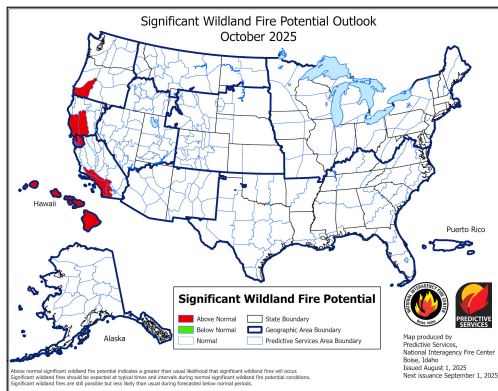 Significant Wildland Fire Potential Outlook
October 2025
Hawaii
Puerto Rico
Alaska
Significant Wildland Fire Potential
Above Normal
Below Normal
Normal
State Boundary
Geographic Area Boundary
Predictive Services Area Boundary
PREDICTIVE
SERVICES
Map produced by
Predictive Services,
National Interagency Fire Center
Boise, Idaho
Issued August 1, 2025
Next issuance September 1, 2025
Above normal significant wildland fire potential indicates a greater than usual likelihood that significant wildland fires will occur.
Significant wildland fires should be expected at typical times and intervals during normal significant wildland fire potential conditions.
Significant wildland fires are still possible but less likely than usual during forecasted below normal periods.